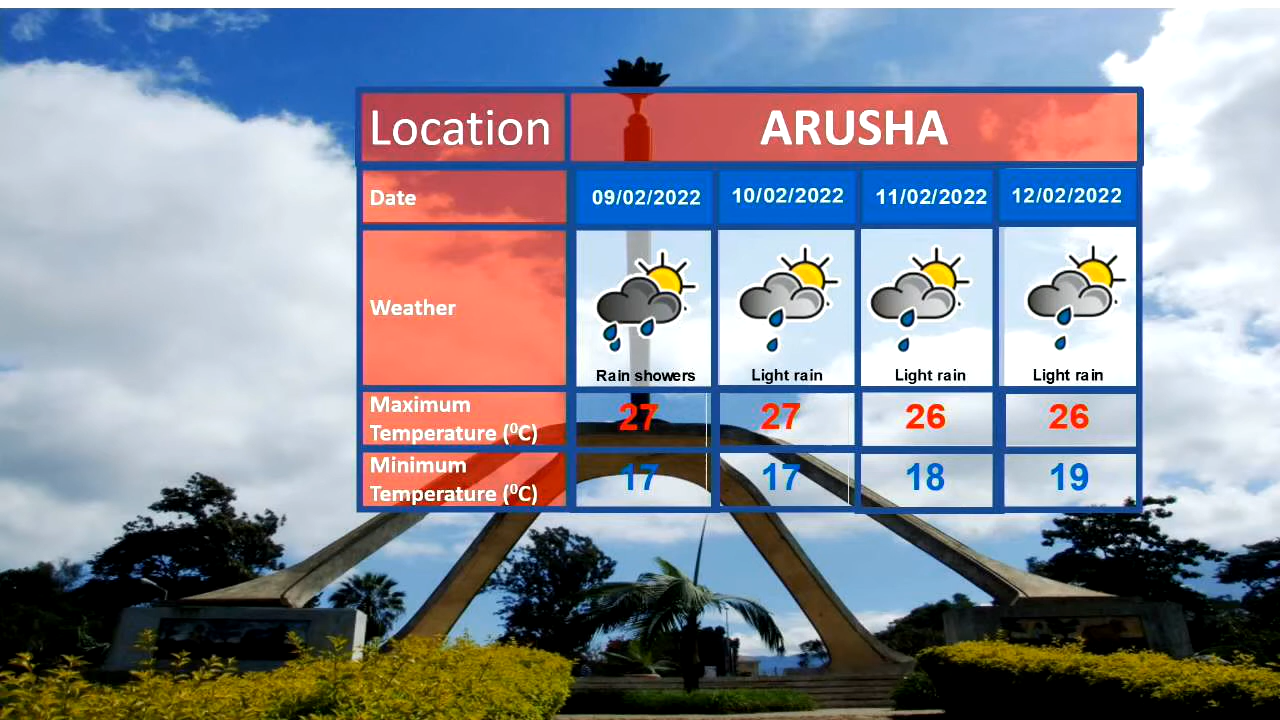 Location ARUSHA
Date 09/02/2022 10/02/2022 11/02/2022 12/02/2022
Weather
Rain showers Light rain Light rain Light rain
Maximum
Temperature (⁰C) 27 27 26 26
Minimum
Temperature (⁰C) 17 17 18 19